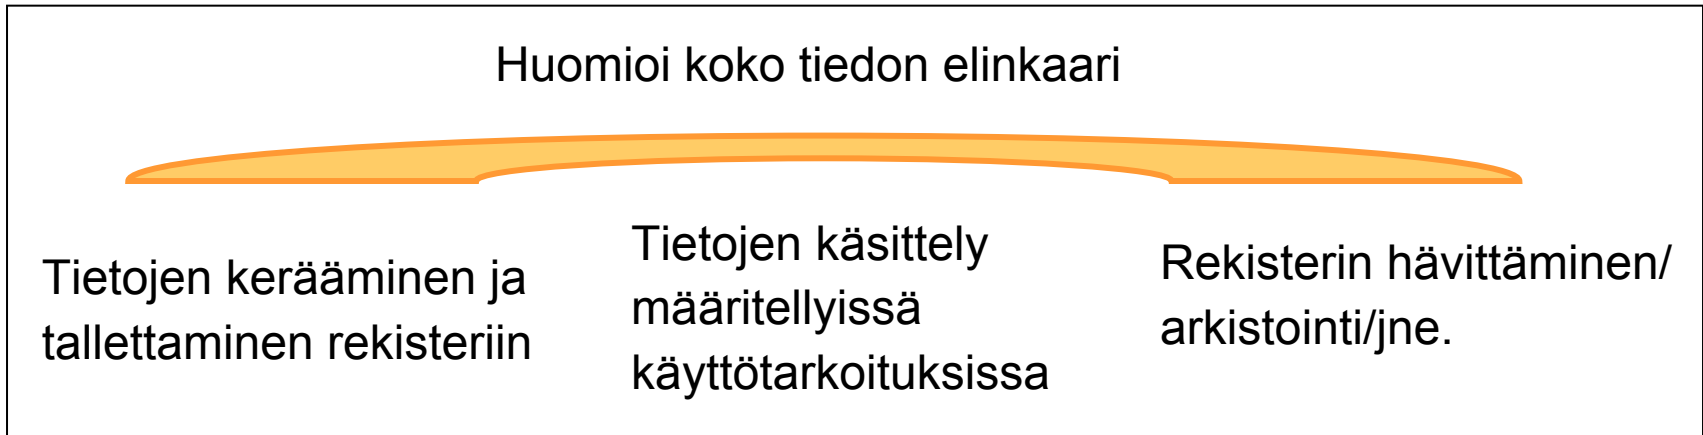 Huomioi koko tiedon elinkaari
Tietojen kerääminen ja
tallettaminen rekisteriin
Tietojen käsittely
määritellyissä
käyttötarkoituksissa
Rekisterin hävittäminen/
arkistointi/jne.